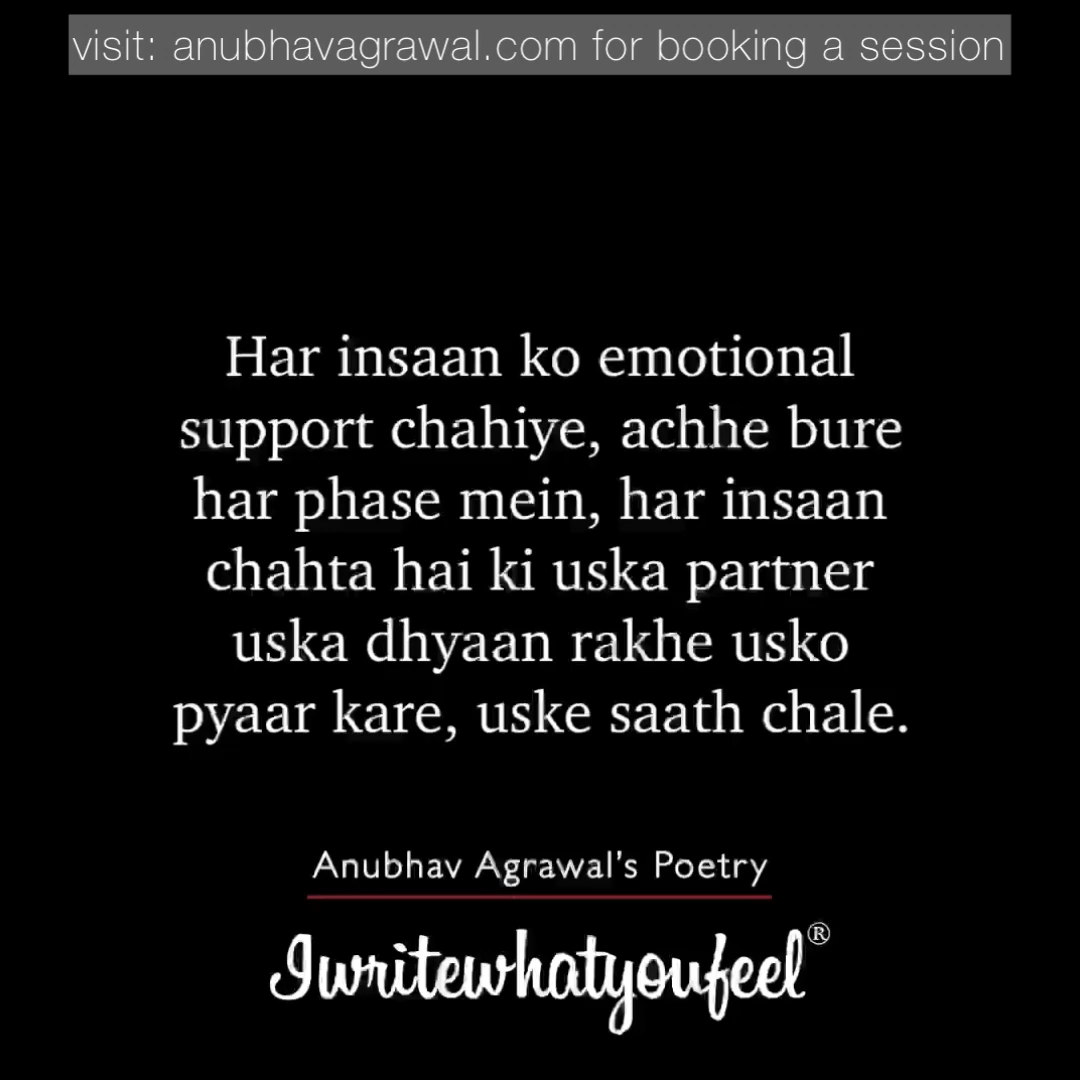 visit: anubhavagrawal.com for booking a session
Har insaan ko emotional
support chahiye, achhe bure
har phase mein, har insaan
chahta hai ki uska partner
uska dhyaan rakhe usko
pyaar kare, uske saath chale.
Anubhav Agrawal's Poetry
Iwritewhatyoufeel®